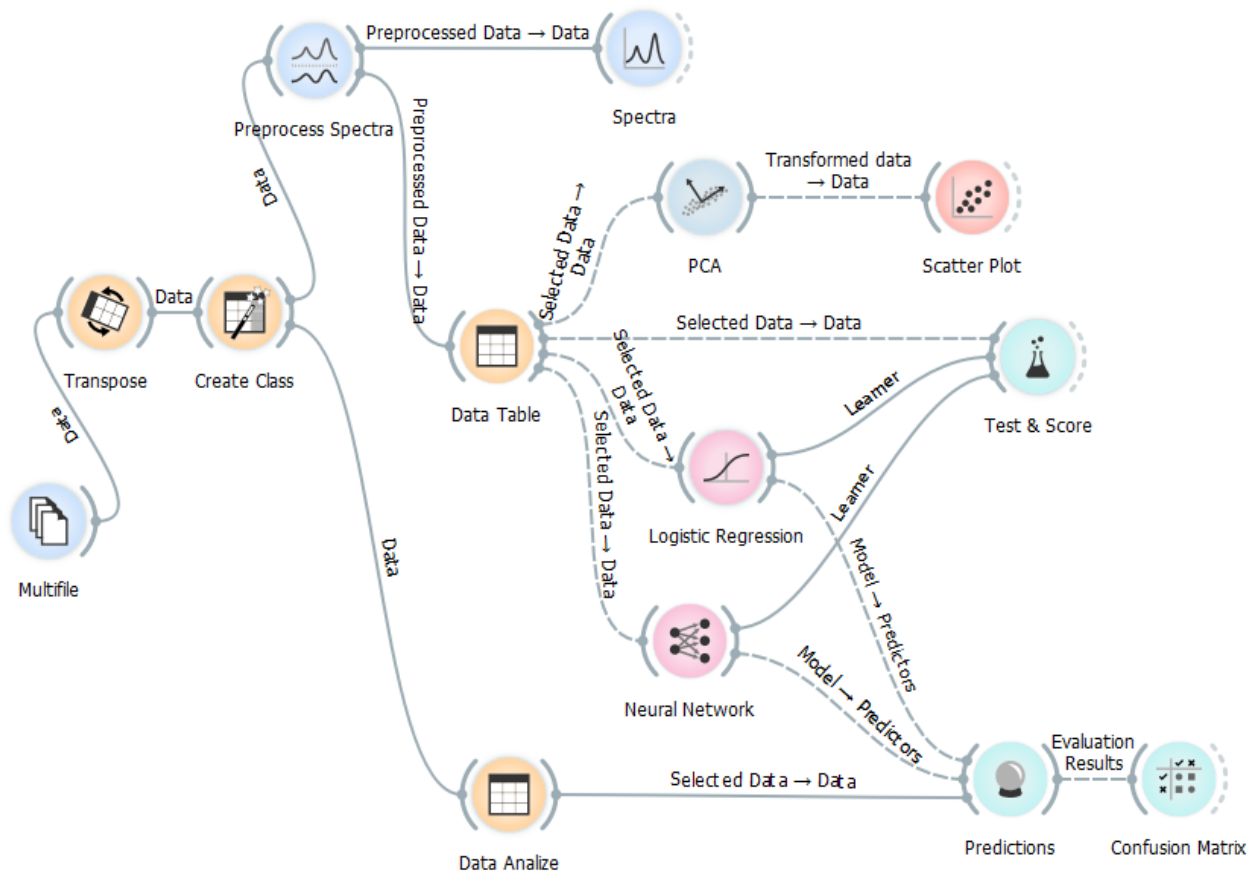 Preprocessed Data → Data
Preprocess Spectra
Spectra
Data
Preprocessed Data → Data
Transformed data
→ Data
Selected Data →
Data
PCA
Scatter Plot
Data
Transpose
Create Class
Data
Selected Data → Data
Data Table
Selected Data →
Data
Learner
Test & Score
Selected Data → Data
Learner
Logistic Regression
Multifile
Data
Model → Predictors
Neural Network
Model → Predictors
Selected Data → Data
Data Analize
Evaluation
Results
Predictions
Confusion Matrix